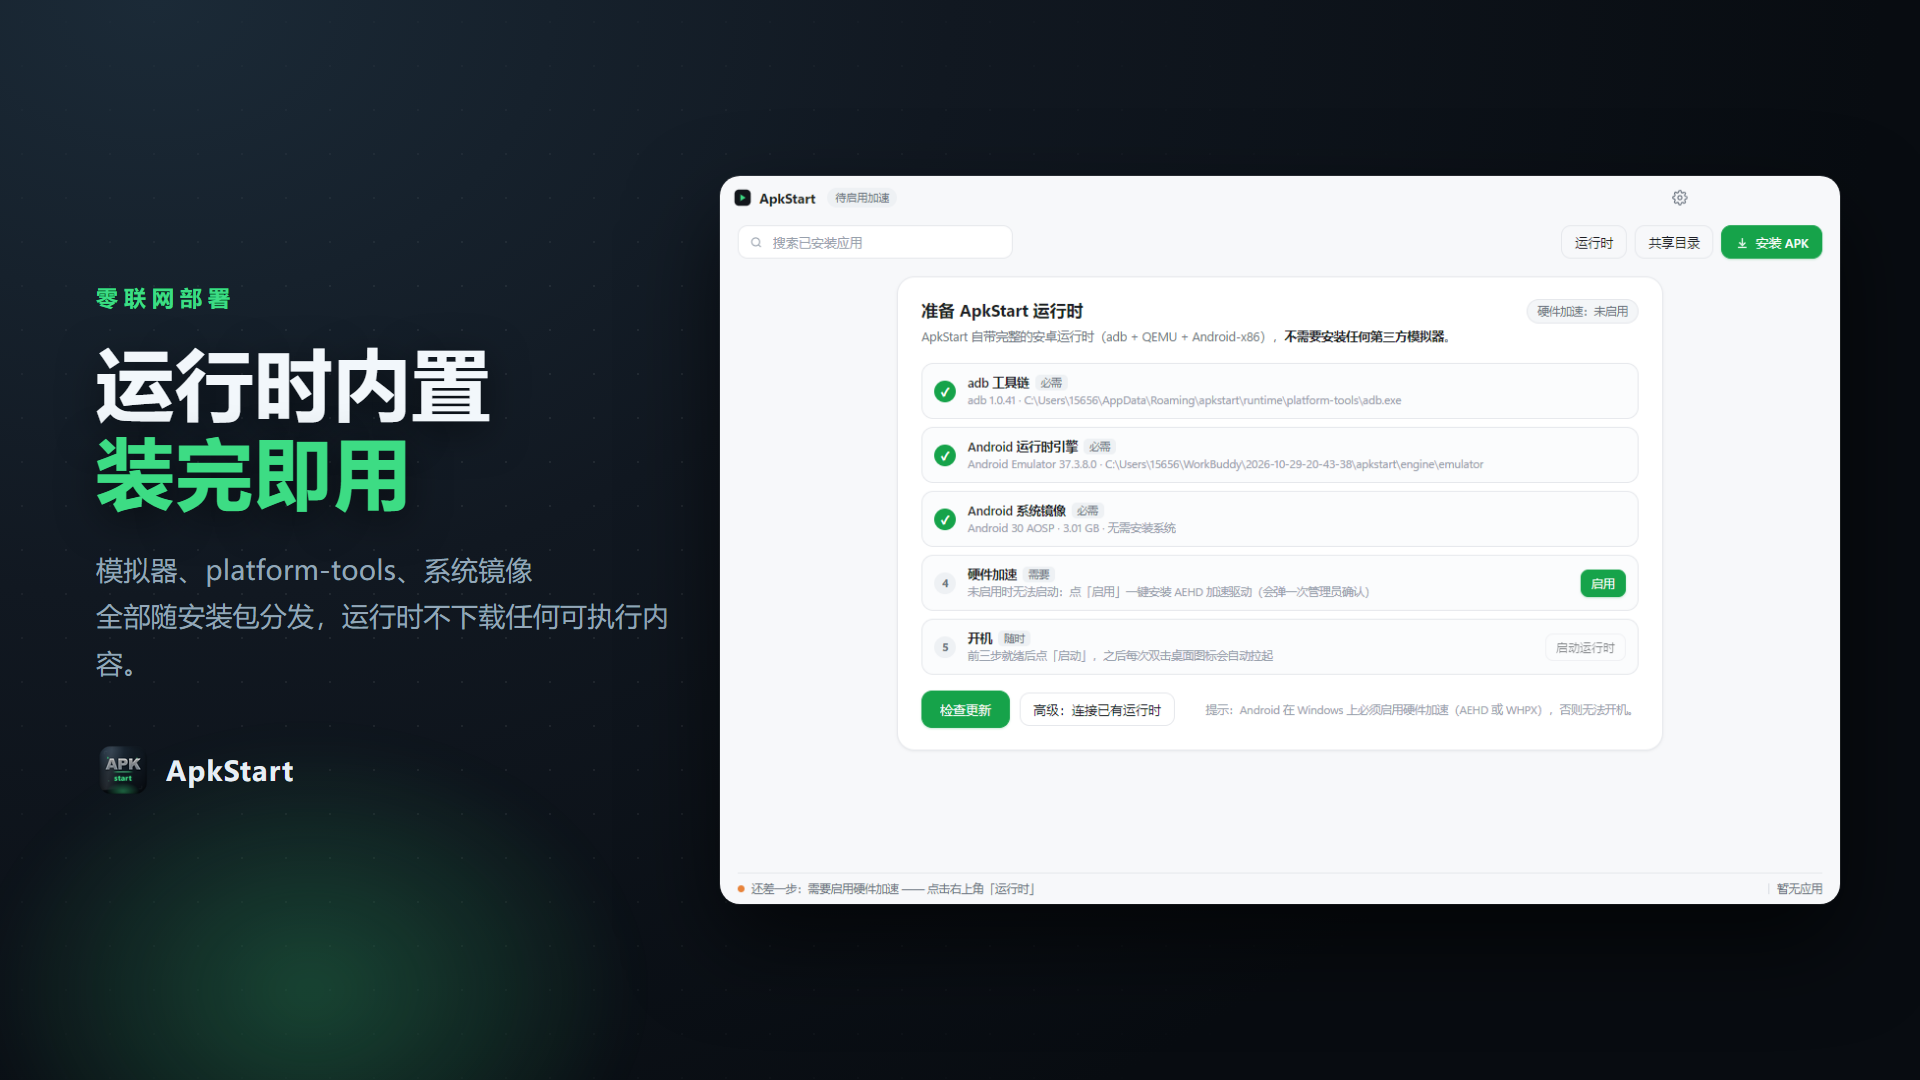 零联网部署
运行时内置
装完即用
模拟器、platform-tools、系统镜像
全部随安装包分发，运行时不下载任何可执行内
容。
APK
start
ApkStart
ApkStart 待启用加速
搜索已安装应用
运行时 共享目录 安装 APK
准备 ApkStart 运行时
硬件加速：未启用
ApkStart 自带完整的安卓运行时（adb + QEMU + Android-x86），不需要安装任何第三方模拟器。
adb 工具链 必需
adb 1.0.41 · C:\Users\15656\AppData\Roaming\apkstart\runtime\platform-tools\adb.exe
Android 运行时引擎 必需
Android Emulator 37.3.8.0 · C:\Users\15656\WorkBuddy\2026-10-29-20-43-38\apkstart\engine\emulator
Android 系统镜像 必需
Android 30 AOSP · 3.01 GB · 无需安装系统
4
硬件加速 需要
未启用时无法启动：点「启用」一键安装 AEHD 加速驱动（会弹一次管理员确认）
启用
5
开机 随时
前三步就绪后点「启动」，之后每次双击桌面图标会自动拉起
启动运行时
检查更新 高级：连接已有运行时
提示：Android 在 Windows 上必须启用硬件加速（AEHD 或 WHPX），否则无法开机。
还差一步：需要启用硬件加速 —— 点击右上角「运行时」
暂无应用